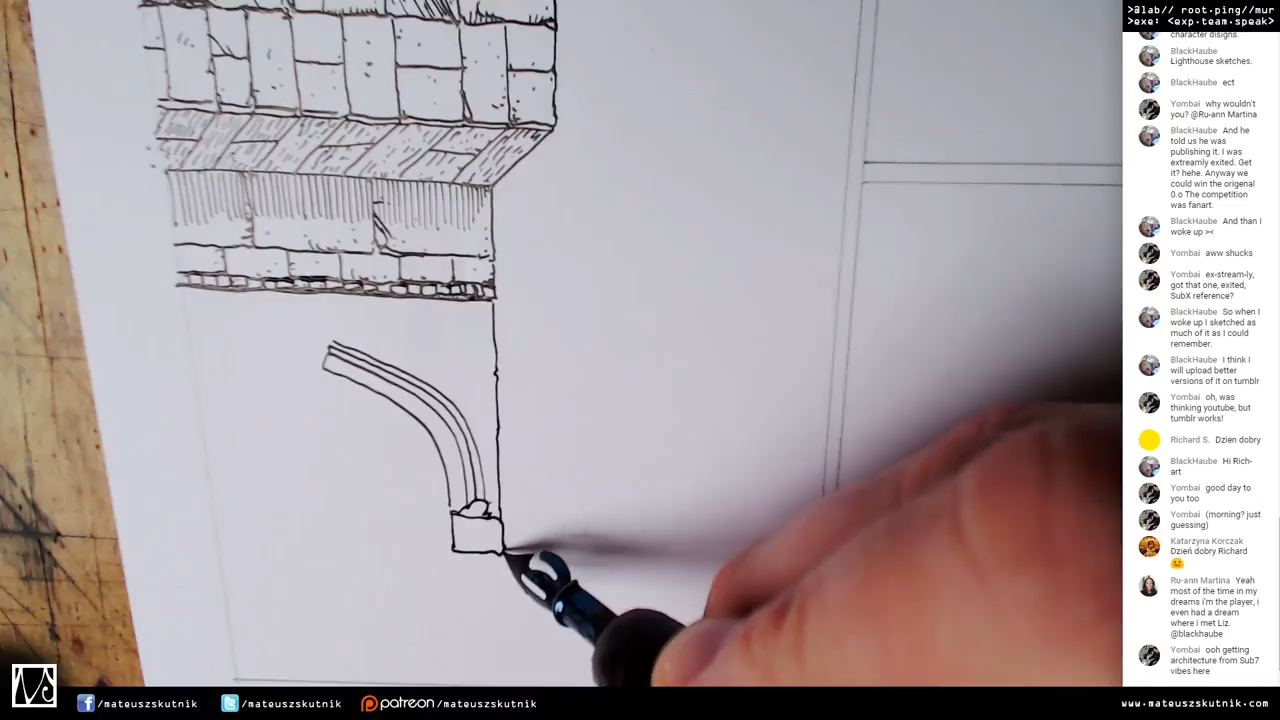 >@lab// root.ping//mur
>exe: <exp.team.speak>
character disigns.
BlackHaube
Lighthouse sketches.
BlackHaube ect
Yombai why wouldn't
you? @Ru-ann Martina
BlackHaube And he
told us he was
publishing it. I was
extreamly exited. Get
it? hehe. Anyway we
could win the origenal
0.o The competition
was fanart.
BlackHaube And than I
woke up ><
Yombai aww shucks
Yombai ex-stream-ly,
got that one, exited,
SubX reference?
BlackHaube So when I
woke up I sketched as
much of it as I could
remember.
BlackHaube I think I
will upload better
versions of it on tumblr
Yombai oh, was
thinking youtube, but
tumblr works!
Richard S. Dzien dobry
BlackHaube Hi Rich-
art
Yombai good day to
you too
Yombai (morning? just
guessing)
Katarzyna Korczak
Dzień dobry Richard
Ru-ann Martina Yeah
most of the time in my
dreams i'm the player, i
even had a dream
where i met Liz.
@blackhaube
Yombai ooh getting
architecture from Sub7
vibes here
/mateuszskutnik /mateuszskutnik patreon/mateuszskutnik www.mateuszskutnik.com